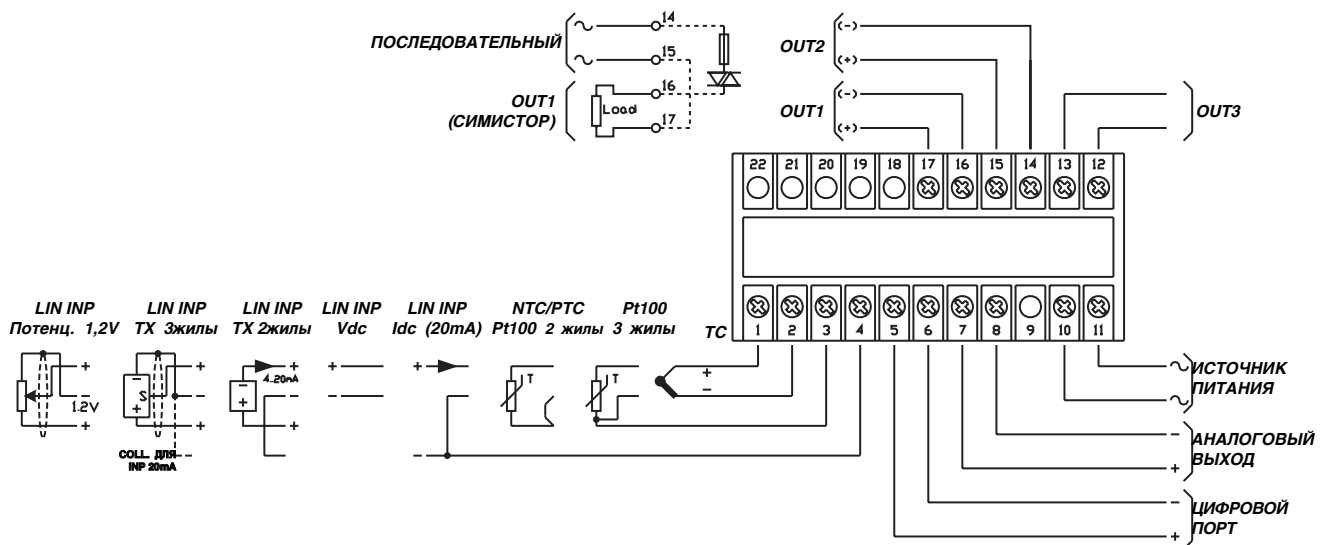 ПОСЛЕДОВАТЕЛЬНЫЙ
14
15
OUT1
(СИМИСТОР)
Load
16
17
OUT2
(-)
(+)
OUT1
(-)
(+)
OUT3
22 21 20 19 18 17 16 15 14 13 12
LIN INP
Потенц. 1,2V
+
-
1.2V
+
LIN INP
TX 3жилы
-
S
+
+
-
+
-
COLL. ДЛЯ
INP 20mA
LIN INP
TX 2жилы
-
+
+
4..20mA
-
+
-
LIN INP
Vdc
+
-
LIN INP
Idc (20mA)
+
-
-
NTC/PTC
Pt100 2 жилы
T
Pt100
3 жилы
T
TC
+
-
1 2 3 4 5 6 7 8 9 10 11
ИСТОЧНИК
ПИТАНИЯ
-
АНАЛОГОВЫЙ
ВЫХОД
+
-
ЦИФРОВОЙ
ПОРТ
+